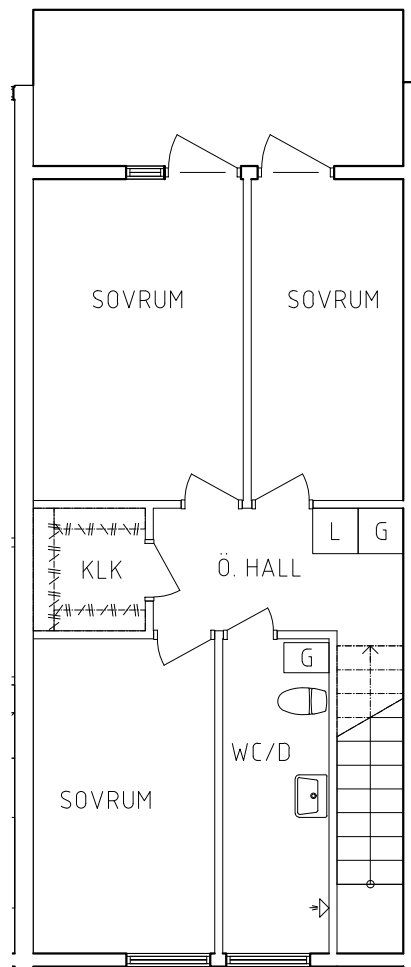 SOVRUM
SOVRUM
L
G
KLK
Ö. HALL
G
WC/D
SOVRUM